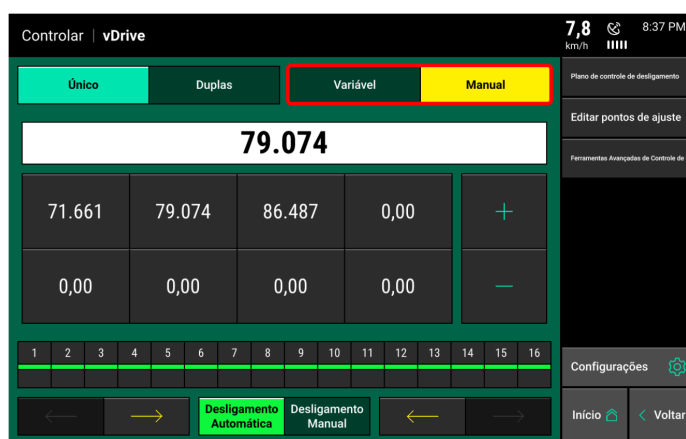 Controlar | vDrive
7,8
km/h
8:37 PM
Único
Duplas
Variável
Manual
79.074
71.661
79.074
86.487
0,00
+
0,00
0,00
0,00
0,00
−
1 2 3 4 5 6 7 8 9 10 11 12 13 14 15 16
Desligamento
Automática
Desligamento
Manual
Plano de controle de desligamento
Editar pontos de ajuste
Ferramentas Avançadas de Controle de
Configurações
Início
Voltar